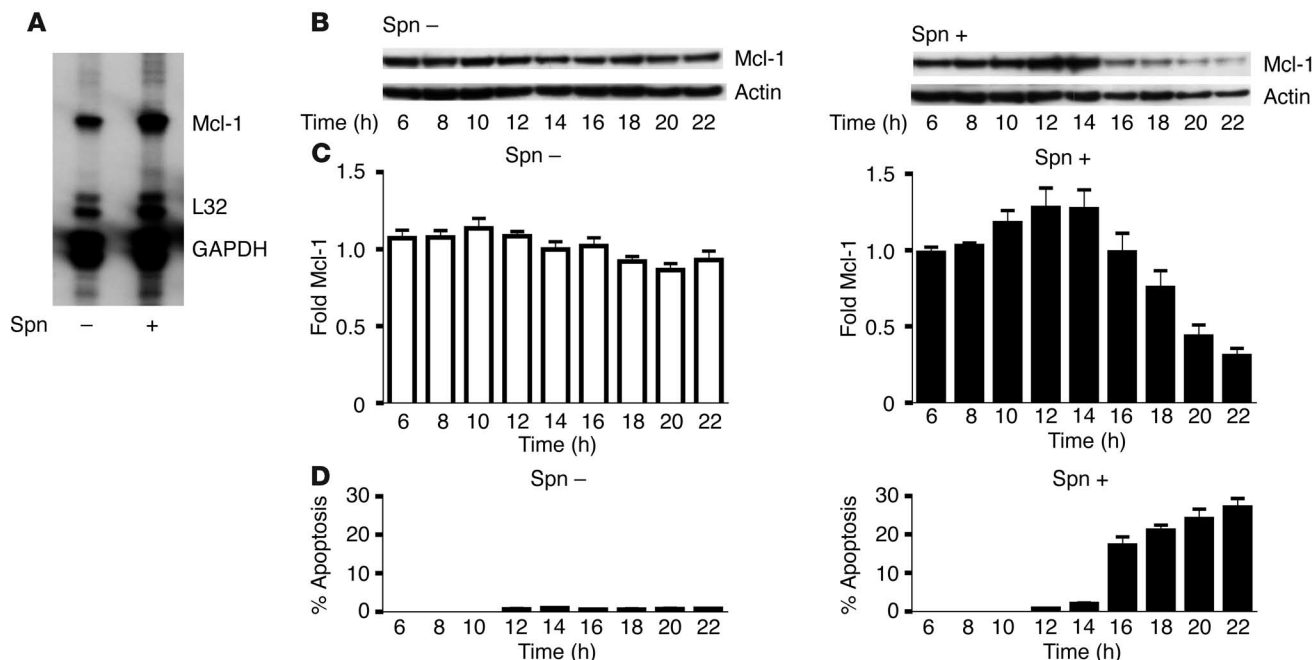 A
Mcl-1
L32
GAPDH
Spn – +
B
Spn –
Mcl-1
Actin
Time (h) 6 8 10 12 14 16 18 20 22
Spn +
Mcl-1
Actin
Time (h) 6 8 10 12 14 16 18 20 22
C
Spn –
Fold Mcl-1
1.5
1.0
0.5
0
6 8 10 12 14 16 18 20 22
Time (h)
Spn +
Fold Mcl-1
1.5
1.0
0.5
0
6 8 10 12 14 16 18 20 22
Time (h)
D
Spn –
% Apoptosis
30
20
10
0
6 8 10 12 14 16 18 20 22
Time (h)
Spn +
% Apoptosis
30
20
10
0
6 8 10 12 14 16 18 20 22
Time (h)